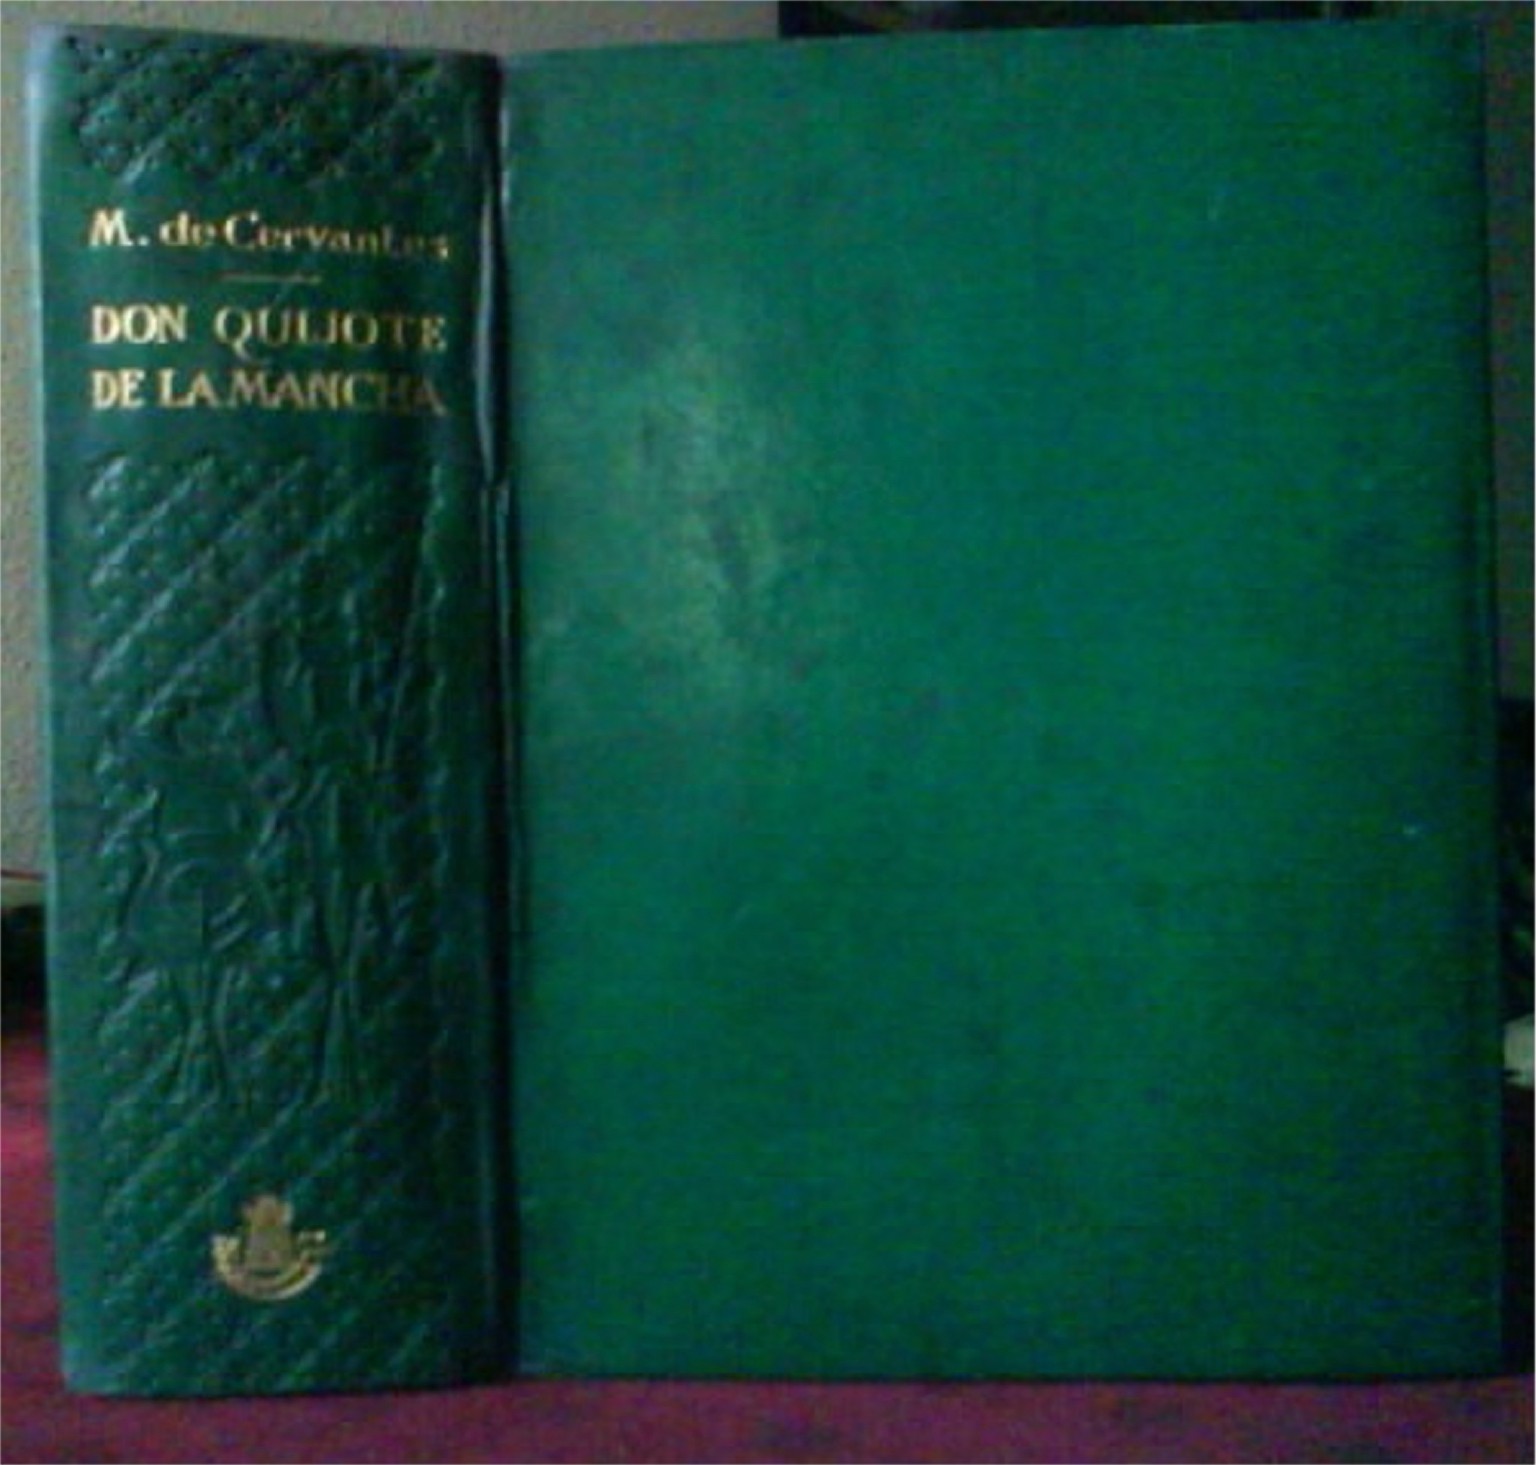 M. de Cervantes
DON QUIJOTE
DE LA MANCHA